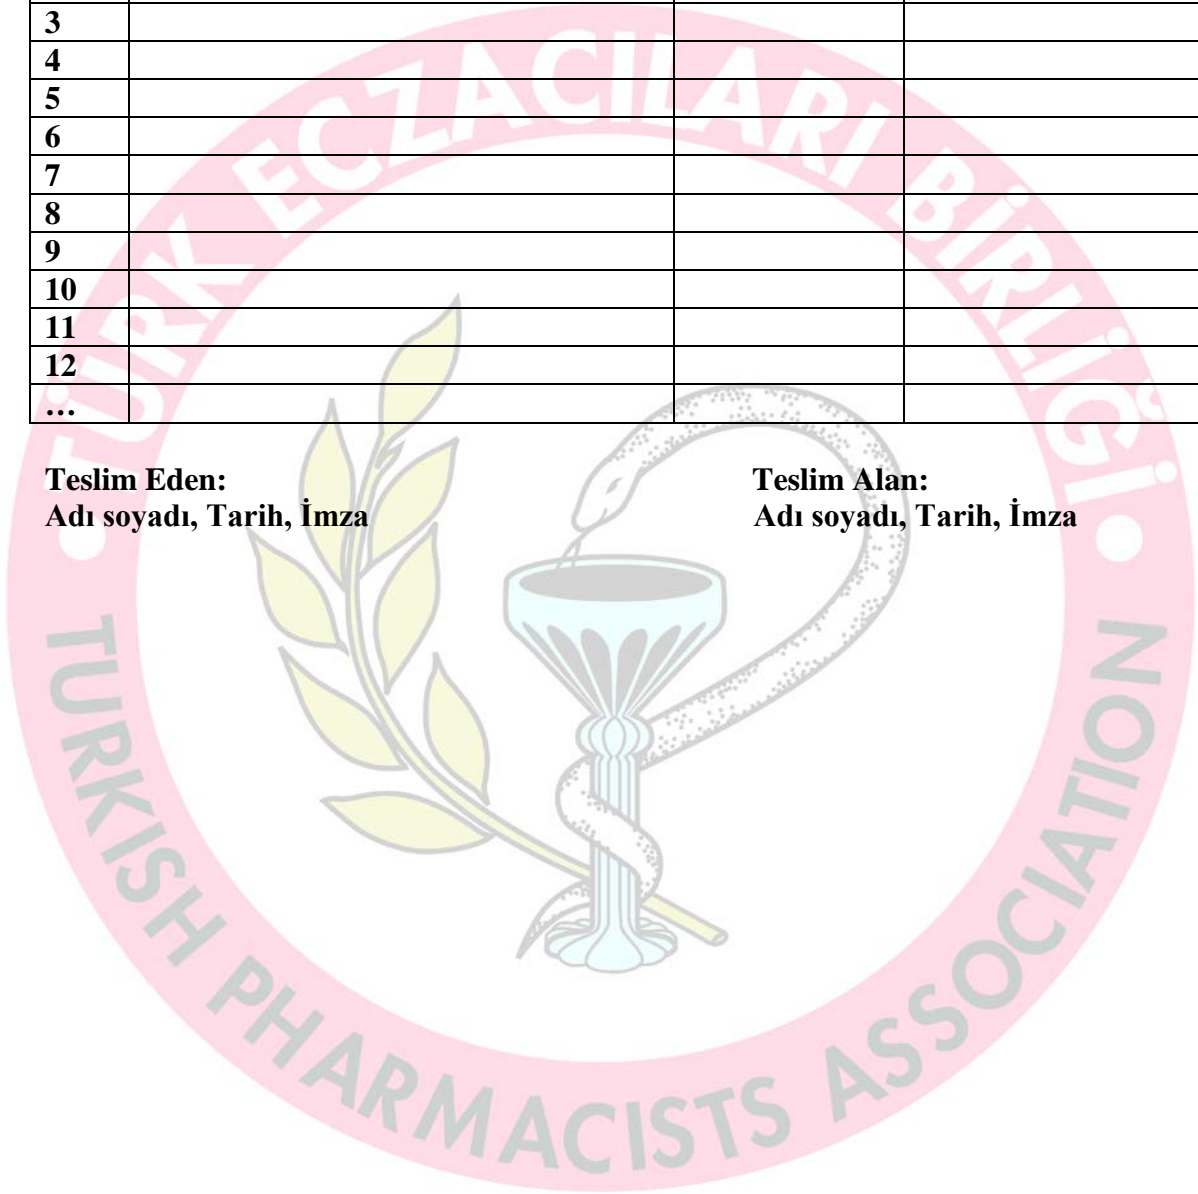 3
4
5
6
7
8
9
10
11
12
…
Teslim Eden: Teslim Alan:
Adı soyadı, Tarih, İmza Adı soyadı, Tarih, İmza
TÜRK ECZACILARI BİRLİĞİ
TURKISH PHARMACISTS ASSOCIATION